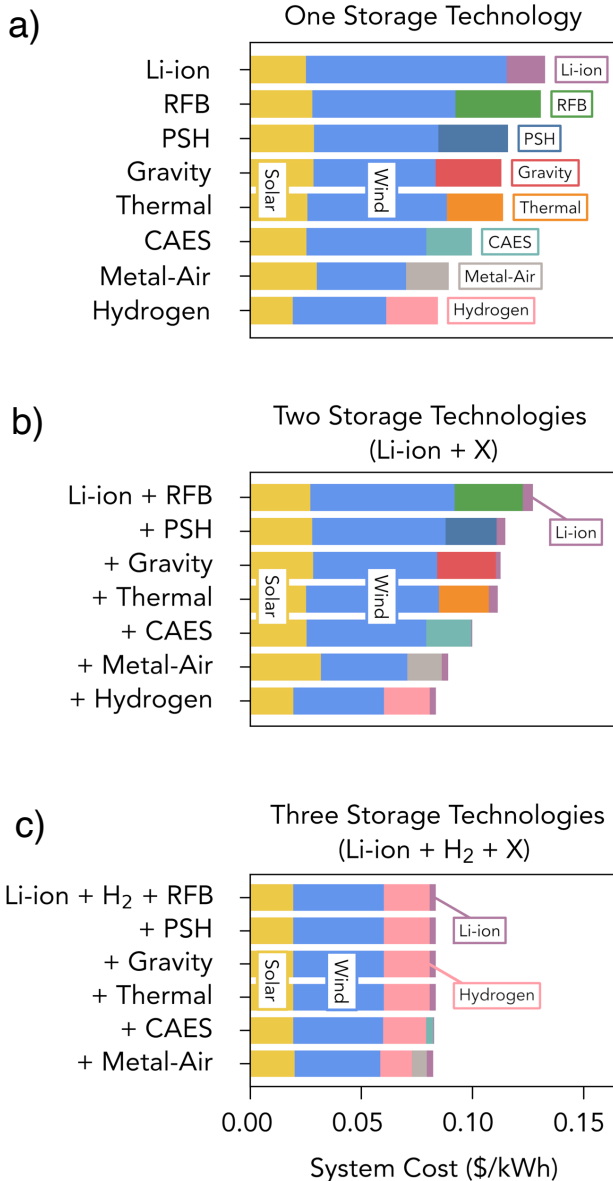 a)
One Storage Technology
Li-ion
Li-ion
RFB
RFB
PSH
PSH
Gravity
Gravity
Solar
Wind
Thermal
Thermal
CAES
CAES
Metal-Air
Metal-Air
Hydrogen
Hydrogen
b)
Two Storage Technologies
(Li-ion + X)
Li-ion + RFB
+ PSH
Li-ion
+ Gravity
Solar
Wind
+ Thermal
+ CAES
+ Metal-Air
+ Hydrogen
c)
Three Storage Technologies
(Li-ion + H₂ + X)
Li-ion + H₂ + RFB
+ PSH
Li-ion
+ Gravity
Solar
Wind
+ Thermal
Hydrogen
+ CAES
+ Metal-Air
0.00 0.05 0.10 0.15
System Cost ($/kWh)